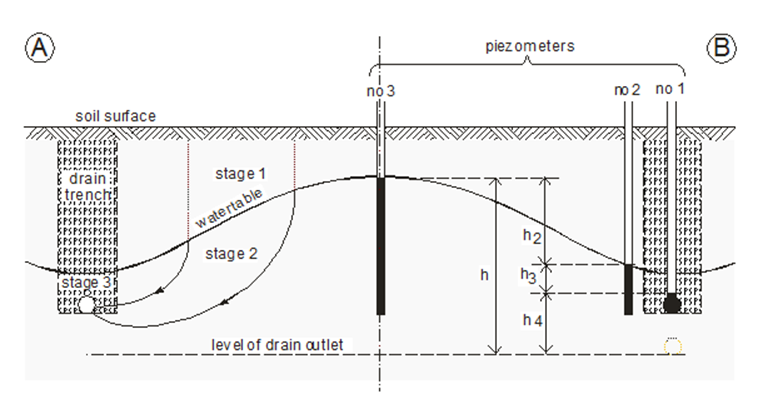 A
piezometers
B
no 3
no 2
no 1
soil surface
drain
trench
stage 1
watertable
stage 2
stage 3
h
h2
h3
h4
level of drain outlet